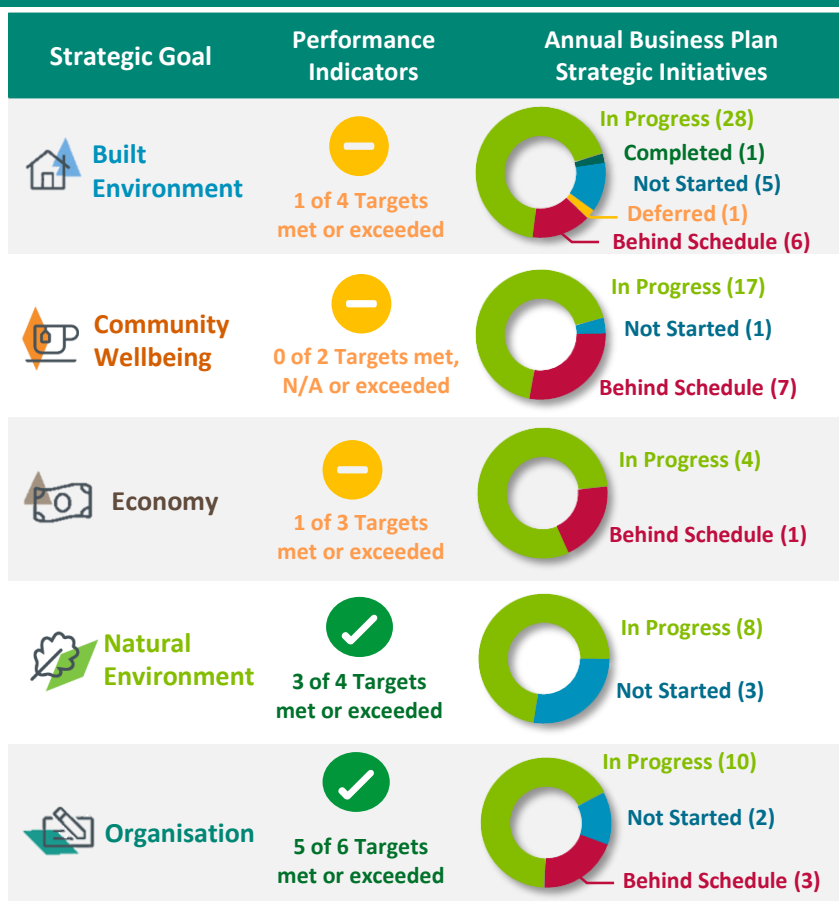 Strategic Goal
Performance
Indicators
Annual Business Plan
Strategic Initiatives
Built
Environment
1 of 4 Targets
met or exceeded
In Progress (28)
Completed (1)
Not Started (5)
Deferred (1)
Behind Schedule (6)
Community
Wellbeing
0 of 2 Targets met,
N/A or exceeded
In Progress (17)
Not Started (1)
Behind Schedule (7)
Economy
1 of 3 Targets
met or exceeded
In Progress (4)
Behind Schedule (1)
Natural
Environment
3 of 4 Targets
met or exceeded
In Progress (8)
Not Started (3)
Organisation
5 of 6 Targets
met or exceeded
In Progress (10)
Not Started (2)
Behind Schedule (3)